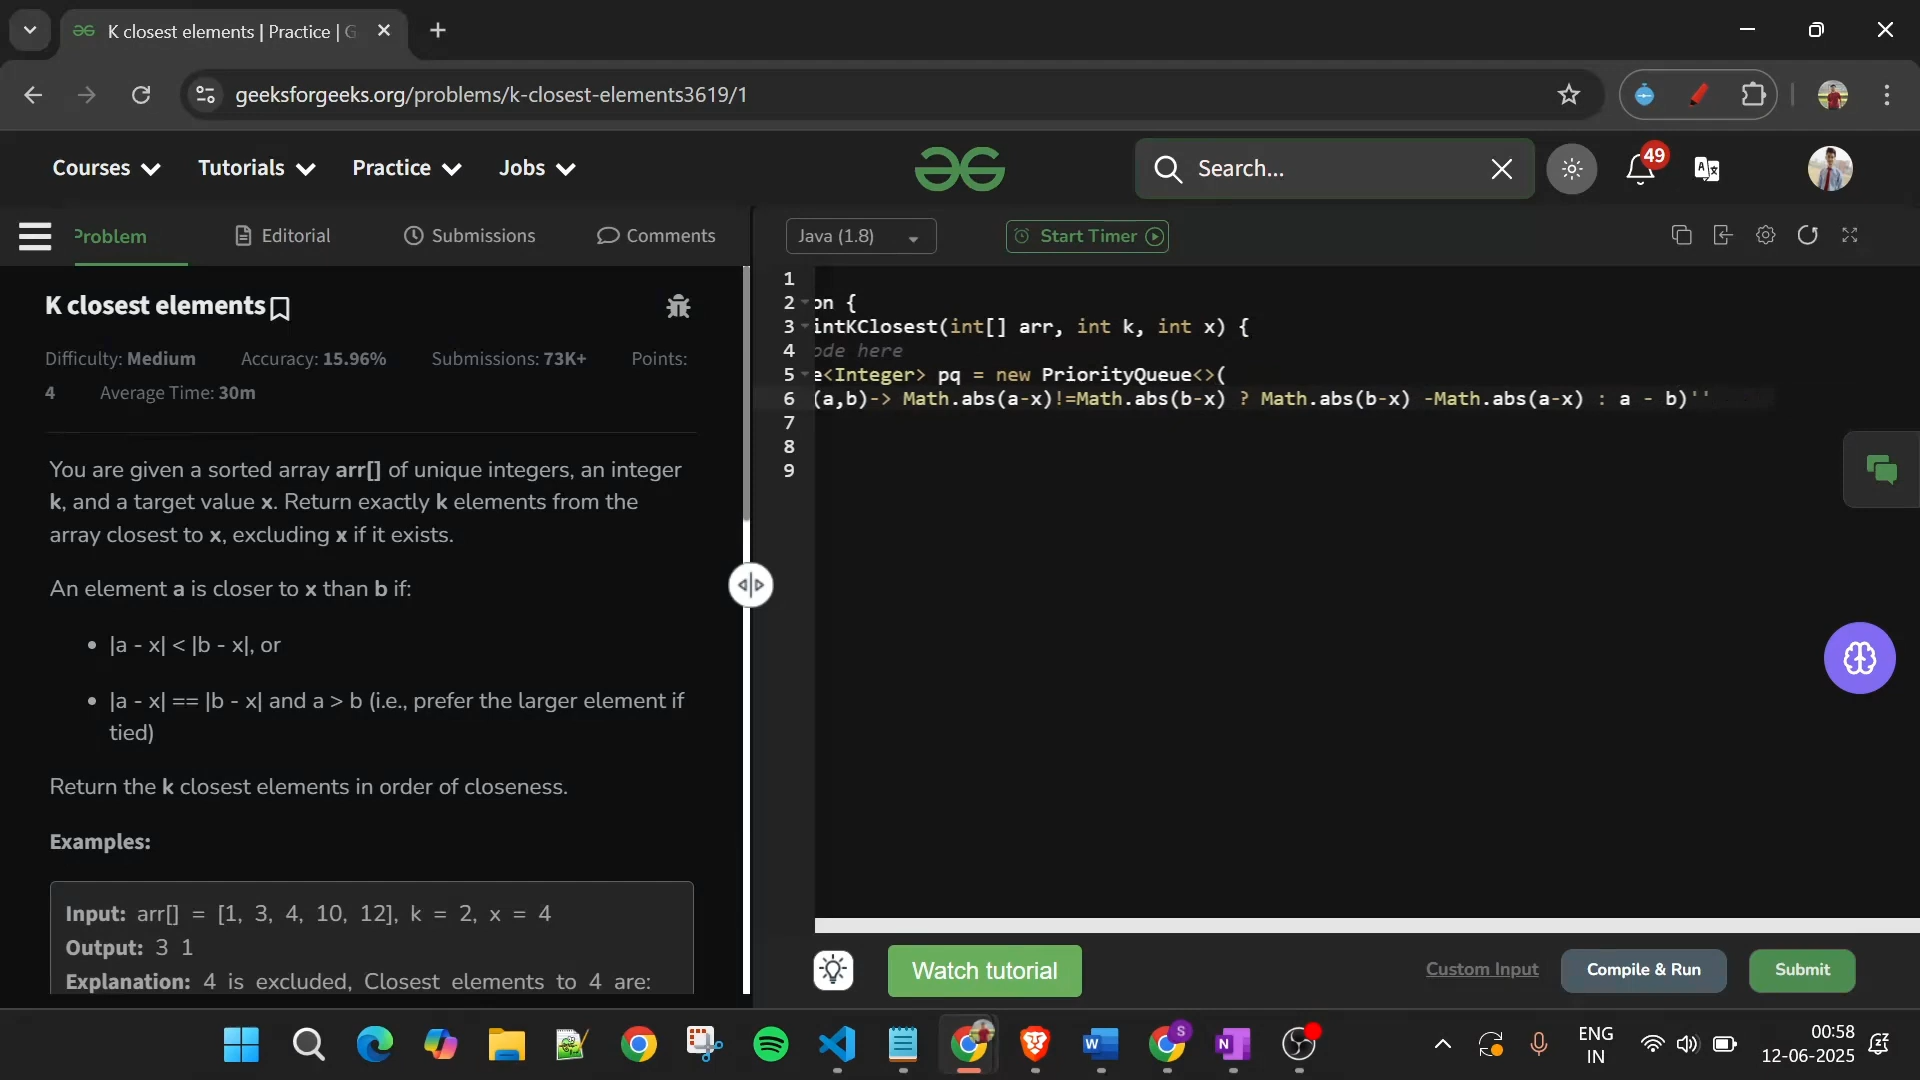 K closest elements | Practice | G
geeksforgeeks.org/problems/k-closest-elements3619/1
Courses Tutorials Practice Jobs Search... 49
Problem Editorial Submissions Comments
K closest elements
Difficulty: Medium Accuracy: 15.96% Submissions: 73K+ Points:
4 Average Time: 30m
You are given a sorted array arr[] of unique integers, an integer
k, and a target value x. Return exactly k elements from the
array closest to x, excluding x if it exists.
An element a is closer to x than b if:
• |a - x| < |b - x|, or
• |a - x| == |b - x| and a > b (i.e., prefer the larger element if
tied)
Return the k closest elements in order of closeness.
Examples:
Input: arr[] = [1, 3, 4, 10, 12], k = 2, x = 4
Output: 3 1
Explanation: 4 is excluded, Closest elements to 4 are:
Java (1.8) Start Timer
1
2 on {
3 intKClosest(int[] arr, int k, int x) {
4 ode here
5 e<Integer> pq = new PriorityQueue<>(
6 (a,b)-> Math.abs(a-x)!=Math.abs(b-x) ? Math.abs(b-x) -Math.abs(a-x) : a - b)''
7
8
9
Watch tutorial Custom Input Compile & Run Submit
ENG
IN
00:58
12-06-2025